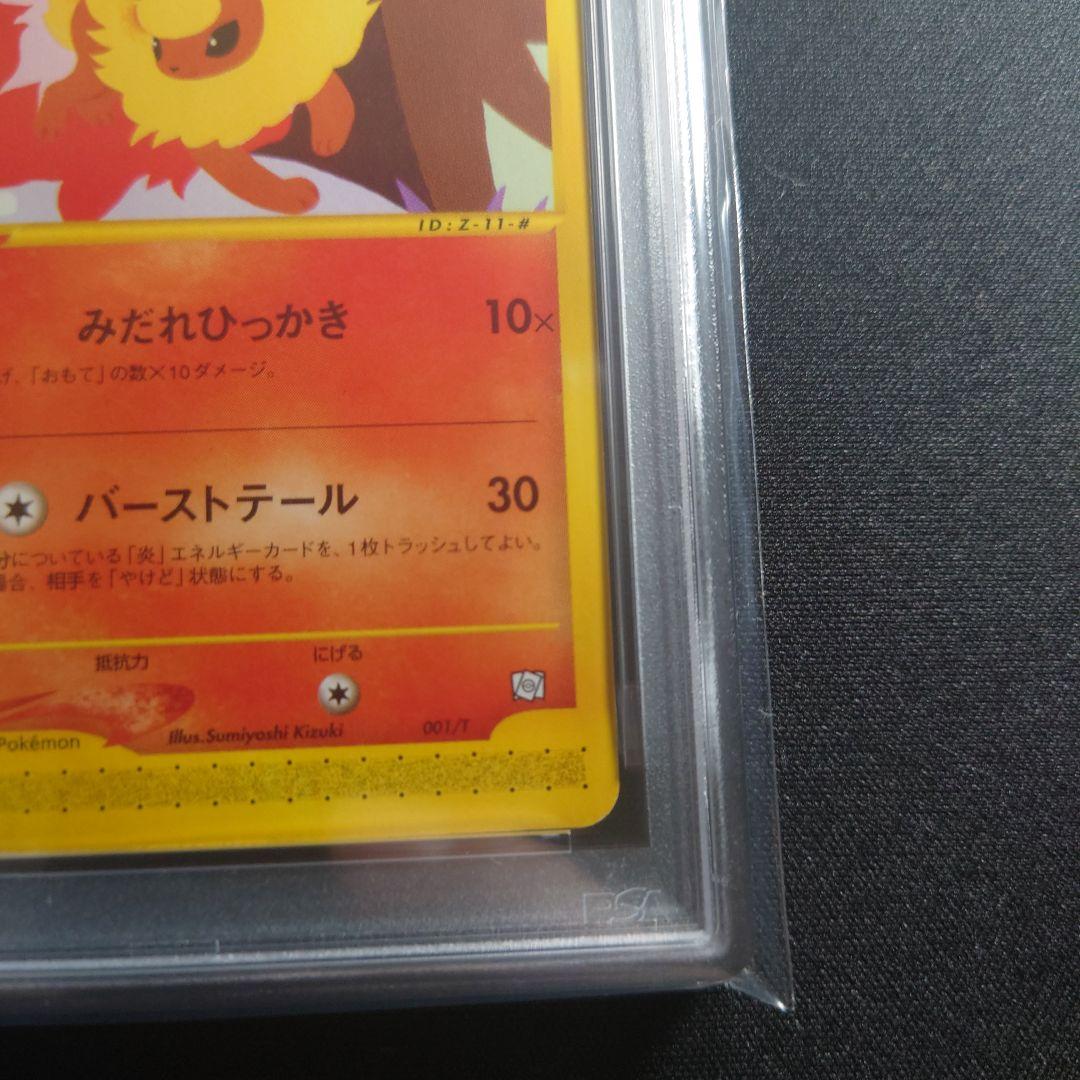 ID:Z-11-#
みだれひっかき 10×
げ、「おもて」の数×10ダメージ。
バーストテール 30
分についている「炎」エネルギーカードを、1枚トラッシュしてよい。
場合、相手を「やけど」状態にする。
抵抗力 にげる
Illus.Sumiyoshi Kizuki 001/T
Pokémon
PSA